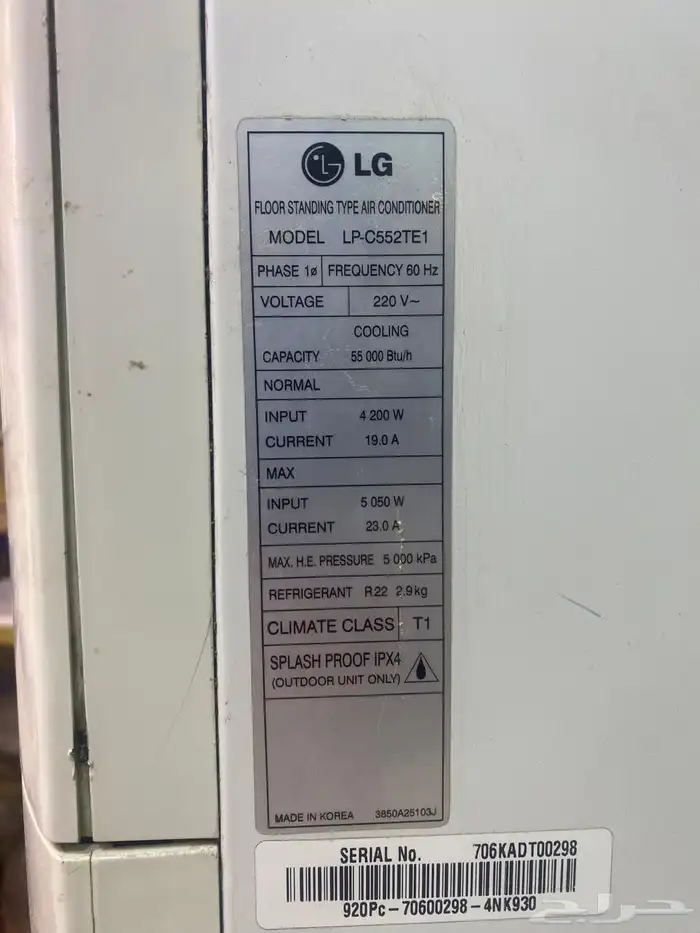 LG
FLOOR STANDING TYPE AIR CONDITIONER
MODEL LP-C552TE1
PHASE 1ø FREQUENCY 60 Hz
VOLTAGE 220 V~
COOLING
CAPACITY 55 000 Btu/h
NORMAL
INPUT 4 200 W
CURRENT 19.0 A
MAX
INPUT 5 050 W
CURRENT 23.0 A
MAX. H.E. PRESSURE 5 000 kPa
REFRIGERANT R22 2.9kg
CLIMATE CLASS T1
SPLASH PROOF IPX4
(OUTDOOR UNIT ONLY)
MADE IN KOREA 3850A25103J
SERIAL No. 706KADT00298
920Pc-70600298-4NK930
حراج